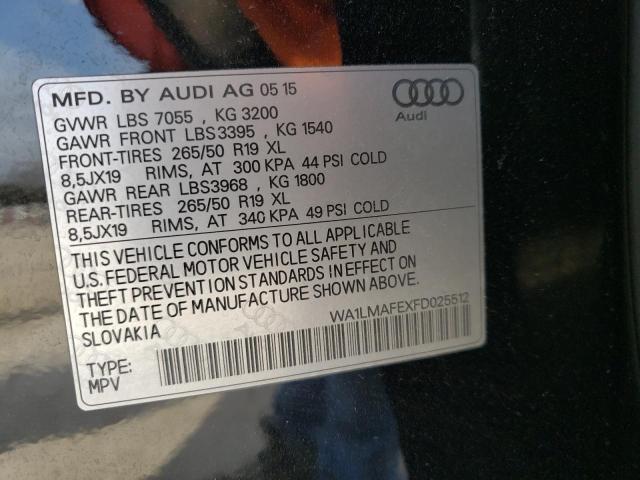 MFD. BY AUDI AG 05 15
Audi
GVWR LBS 7055 , KG 3200
GAWR FRONT LBS3395 , KG 1540
FRONT-TIRES 265/50 R19 XL
8,5JX19 RIMS, AT 300 KPA 44 PSI COLD
GAWR REAR LBS3968 , KG 1800
REAR-TIRES 265/50 R19 XL
8,5JX19 RIMS, AT 340 KPA 49 PSI COLD
THIS VEHICLE CONFORMS TO ALL APPLICABLE
U.S. FEDERAL MOTOR VEHICLE SAFETY AND
THEFT PREVENTION STANDARDS IN EFFECT ON
THE DATE OF MANUFACTURE SHOWN ABOVE.
SLOVAKIA
WA1LMAFEXFD025512
TYPE:
MPV